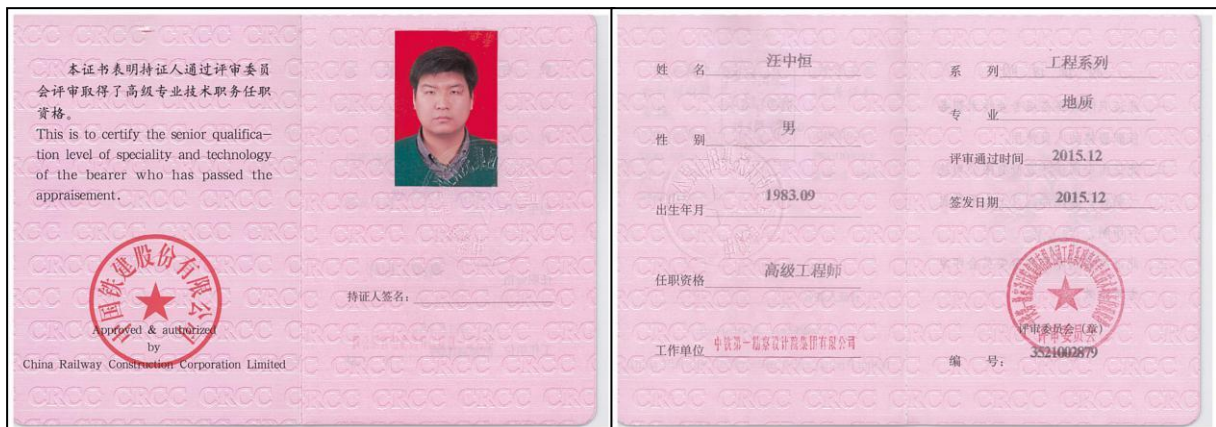 本证书表明持证人通过评审委员
会评审取得了高级专业技术职务任职
资格。
This is to certify the senior qualifica-
tion level of speciality and technology
of the bearer who has passed the
appraisement.
中国铁建股份有限公司
Approved & authorized
by
China Railway Construction Corporation Limited
持证人签名：
姓 名 汪中恒
性 别 男
出生年月 1983.09
任职资格 高级工程师
工作单位 中铁第一勘察设计院集团有限公司
系 列 工程系列
专 业 地质
评审通过时间 2015.12
签发日期 2015.12
评审委员会（章）
评审委员会
编 号： 3521002879